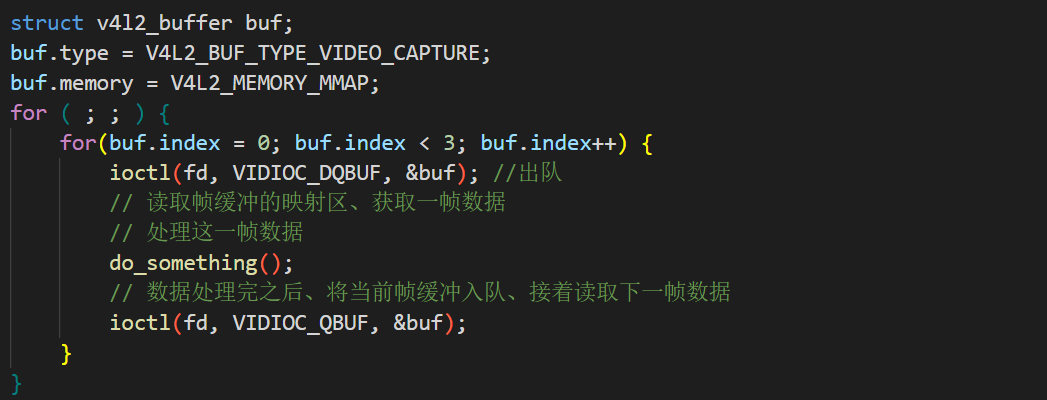 struct v4l2_buffer buf;
buf.type = V4L2_BUF_TYPE_VIDEO_CAPTURE;
buf.memory = V4L2_MEMORY_MMAP;
for ( ; ; ) {
    for(buf.index = 0; buf.index < 3; buf.index++) {
        ioctl(fd, VIDIOC_DQBUF, &buf); //出队
        // 读取帧缓冲的映射区、获取一帧数据
        // 处理这一帧数据
        do_something();
        // 数据处理完之后、将当前帧缓冲入队、接着读取下一帧数据
        ioctl(fd, VIDIOC_QBUF, &buf);
    }
}